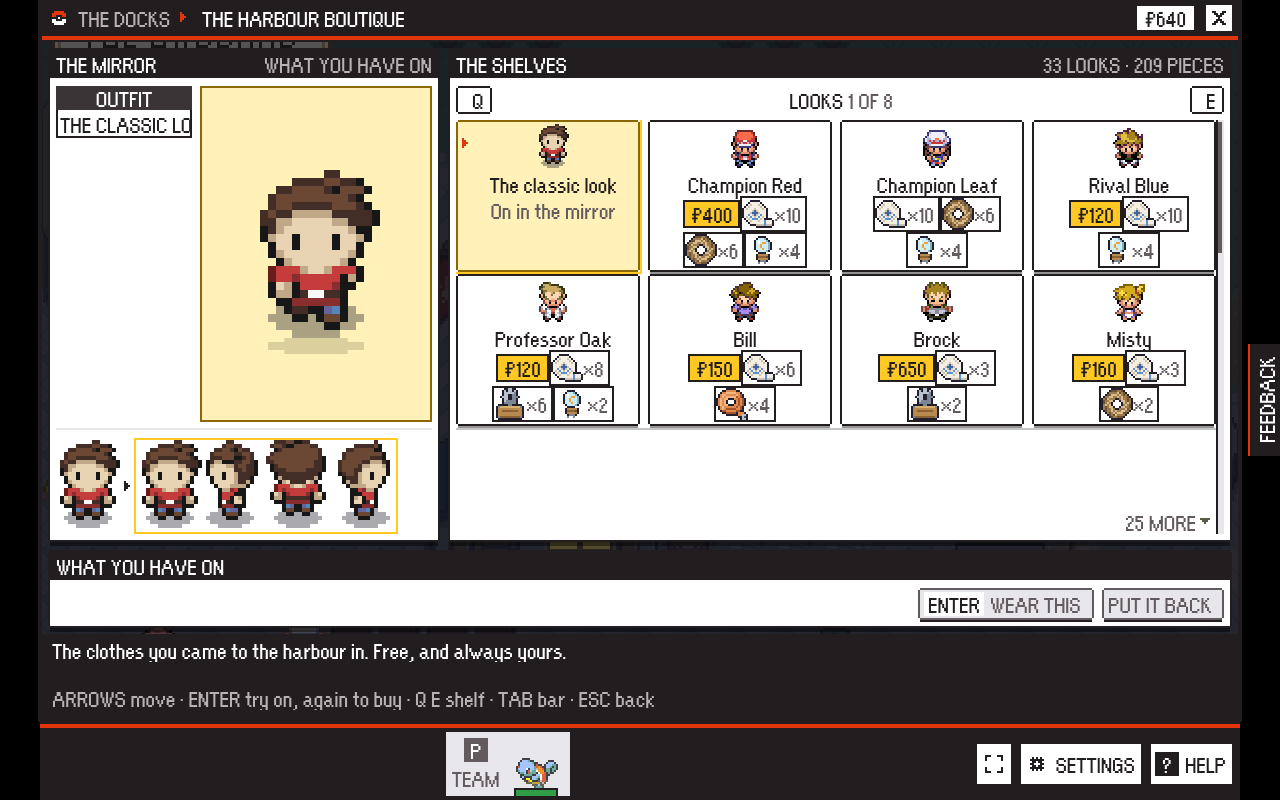 THE DOCKS THE HARBOUR BOUTIQUE ₽640 X
THE MIRROR WHAT YOU HAVE ON THE SHELVES 33 LOOKS · 209 PIECES
OUTFIT
THE CLASSIC LO
Q LOOKS 1 OF 8 E
The classic look
On in the mirror
Champion Red
₽400 ×10
×6 ×4
Champion Leaf
×10 ×6
×4
Rival Blue
₽120 ×10
×4
Professor Oak
₽120 ×8
×6 ×2
Bill
₽150 ×6
×4
Brock
₽650 ×3
×2
Misty
₽160 ×3
×2
25 MORE
FEEDBACK
WHAT YOU HAVE ON
ENTER WEAR THIS PUT IT BACK
The clothes you came to the harbour in. Free, and always yours.
ARROWS move · ENTER try on, again to buy · Q E shelf · TAB bar · ESC back
P
TEAM
SETTINGS ? HELP